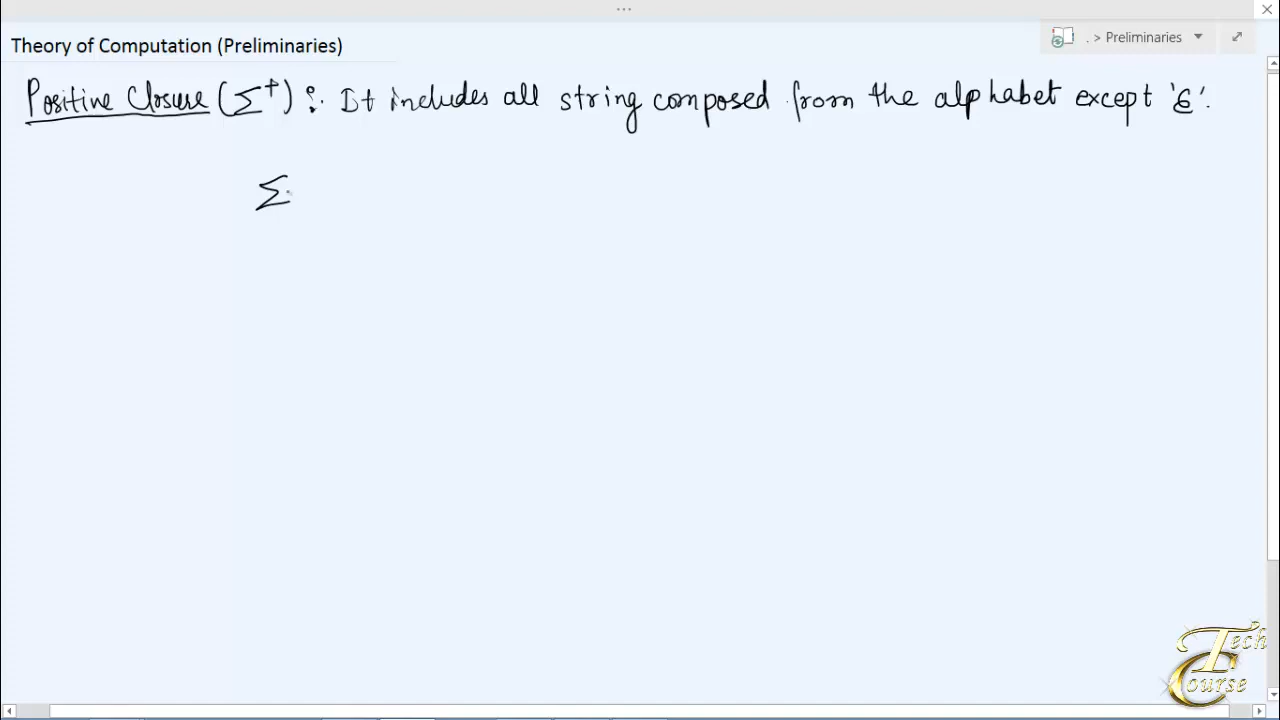 ...
. > Preliminaries
Theory of Computation (Preliminaries)
Positive Closure (Σ⁺) : It includes all string composed from the alphabet except 'ε'.
Σ
Tech
Course